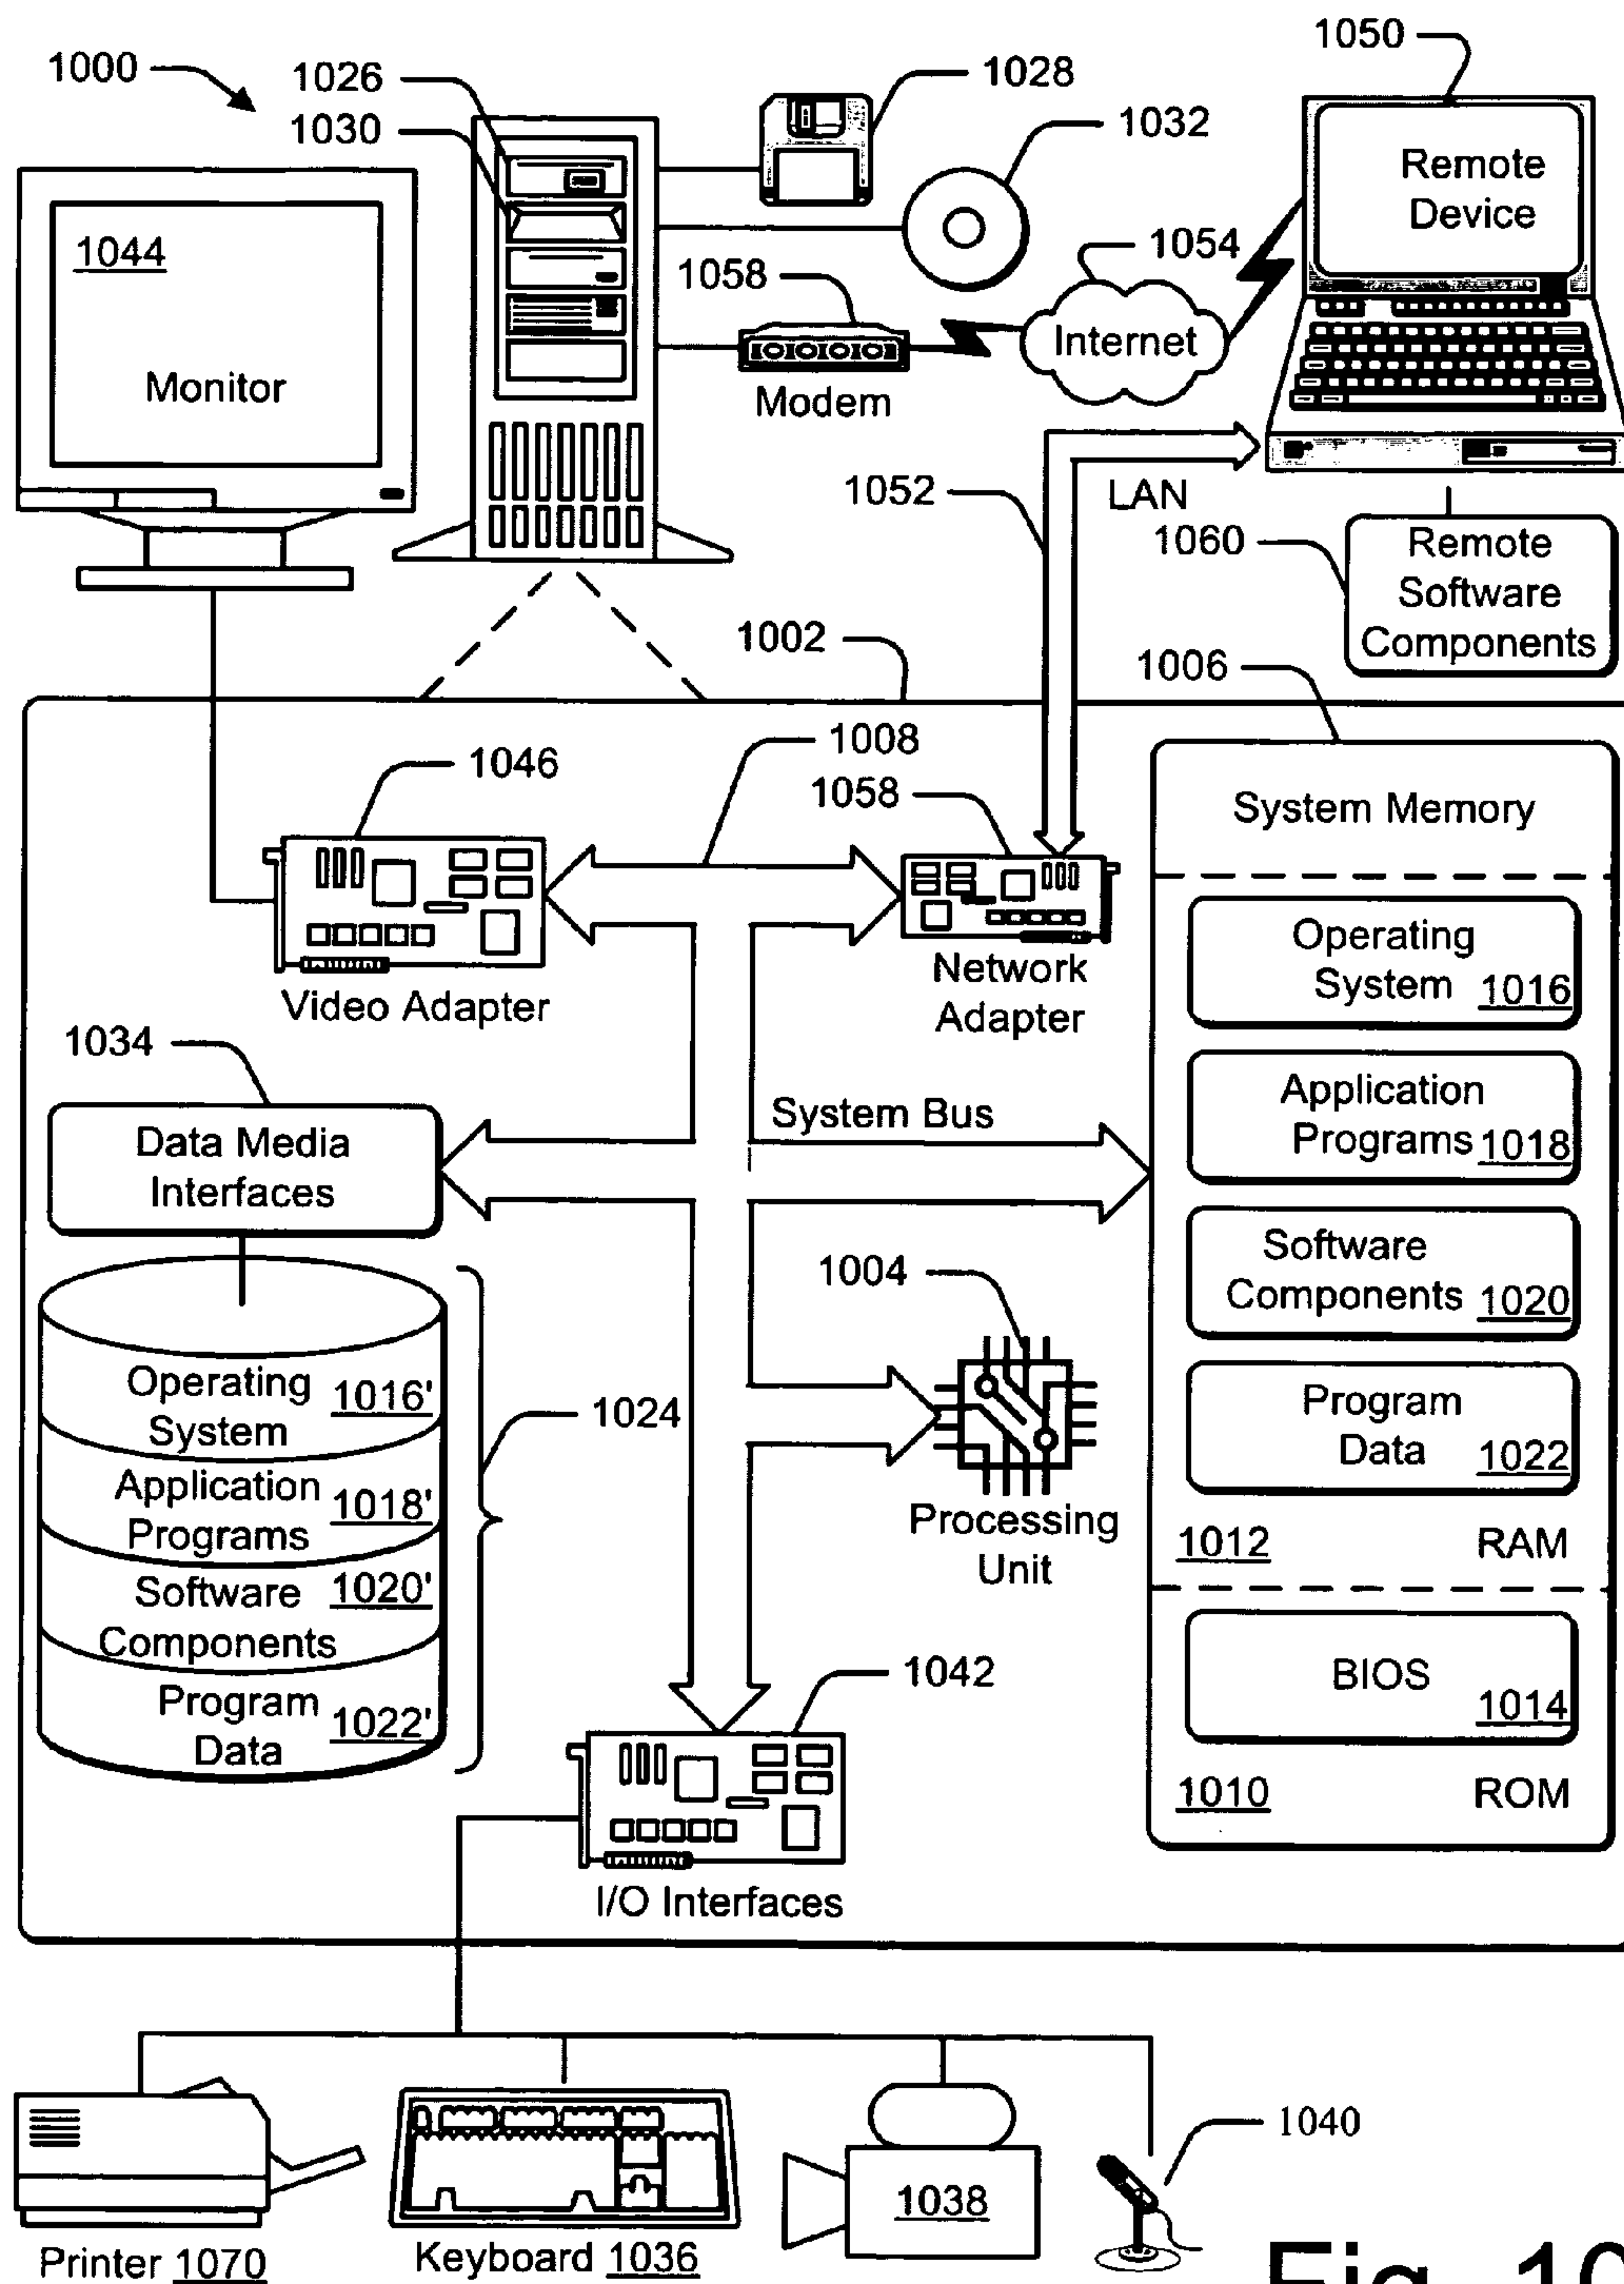 1000
1026
1030
1028
1032
1050
Remote
Device
1044
Monitor
1058
Modem
1054
Internet
1052
LAN
1060
Remote
Software
Components
1002
1006
1046
1008
1058
Video Adapter
Network
Adapter
System Memory
Operating
System 1016
Application
Programs 1018
Software
Components 1020
Program
Data 1022
1012 RAM
BIOS
1014
1010 ROM
1034
Data Media
Interfaces
System Bus
1004
Processing
Unit
Operating
System 1016'
Application
Programs 1018'
Software
Components 1020'
Program
Data 1022'
1024
1042
I/O Interfaces
Printer 1070
Keyboard 1036
1038
1040
Fig. 10